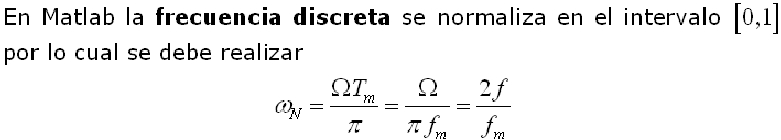 En Matlab la frecuencia discreta se normaliza en el intervalo [0,1]
por lo cual se debe realizar
ω_N = ΩT_m / π = Ω / π f_m = 2f / f_m